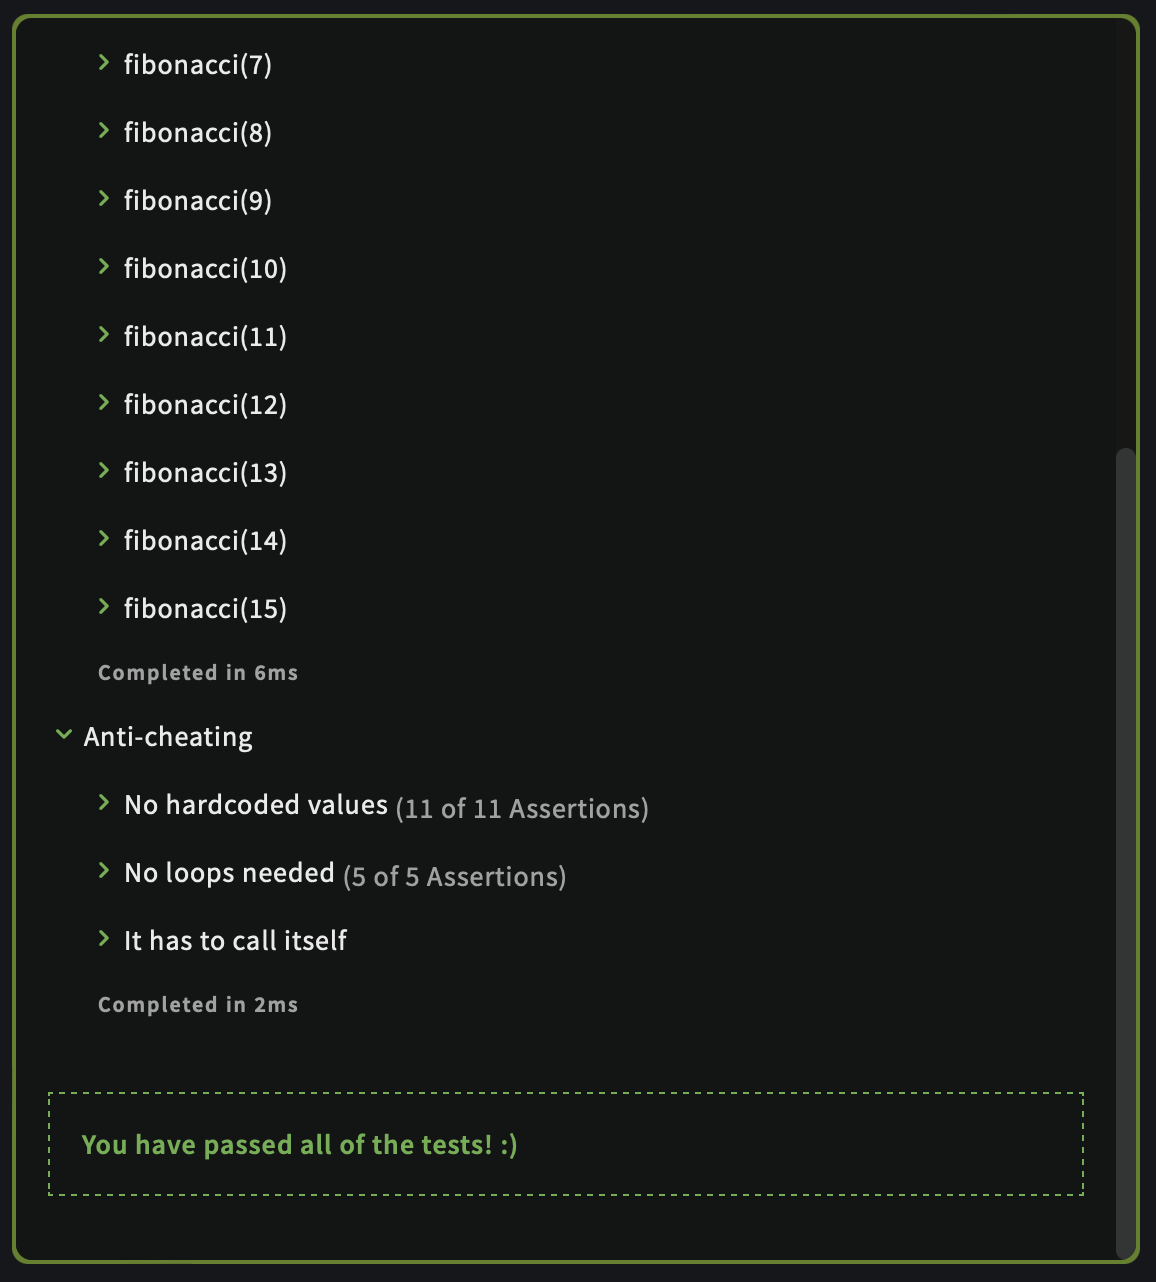 fibonacci(7)
fibonacci(8)
fibonacci(9)
fibonacci(10)
fibonacci(11)
fibonacci(12)
fibonacci(13)
fibonacci(14)
fibonacci(15)
Completed in 6ms
Anti-cheating
No hardcoded values (11 of 11 Assertions)
No loops needed (5 of 5 Assertions)
It has to call itself
Completed in 2ms
You have passed all of the tests! :)